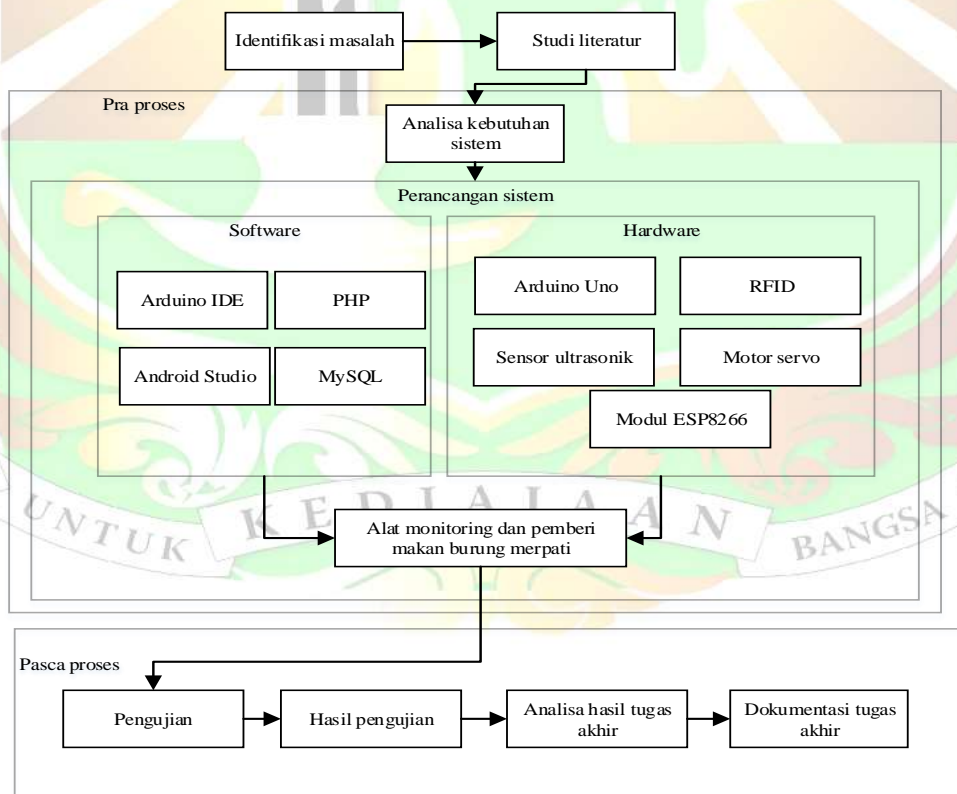 Identifikasi masalah
Studi literatur
Pra proses
Analisa kebutuhan
sistem
Perancangan sistem
Software
Hardware
Arduino IDE
PHP
Arduino Uno
RFID
Android Studio
MySQL
Sensor ultrasonik
Motor servo
Modul ESP8266
UNTUK KEDJAJAAN BANGSA
Alat monitoring dan pemberi
makan burung merpati
Pasca proses
Pengujian
Hasil pengujian
Analisa hasil tugas
akhir
Dokumentasi tugas
akhir